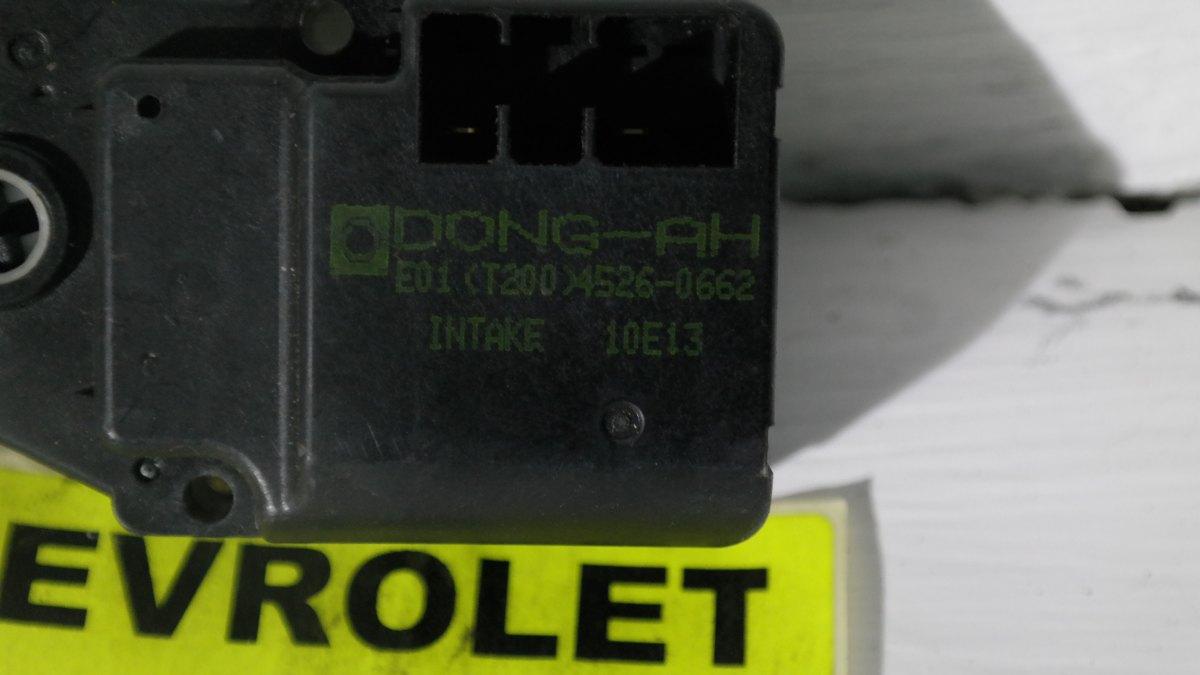 DONG-AH
E01(T200)4526-0662
INTAKE 10E13
EVROLET